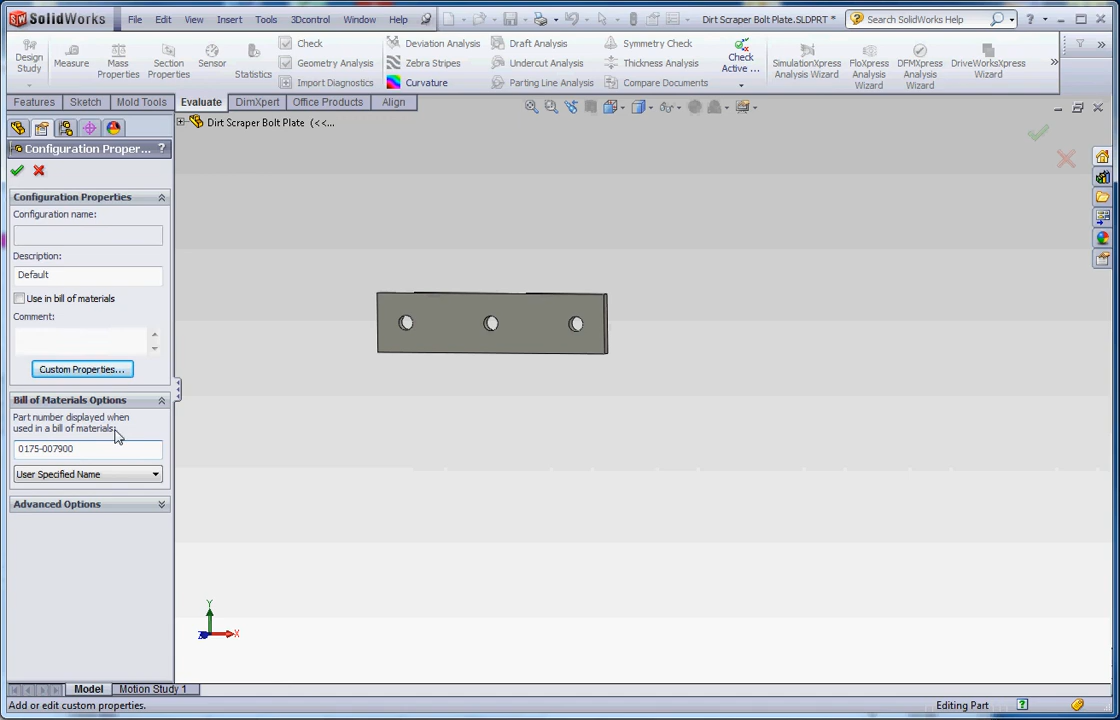 SolidWorks File Edit View Insert Tools 3Dcontrol Window Help Dirt Scraper Bolt Plate.SLDPRT * Search SolidWorks Help
Design Study
Measure
Mass Properties
Section Properties
Sensor
Statistics
Check
Geometry Analysis
Import Diagnostics
Deviation Analysis
Zebra Stripes
Curvature
Draft Analysis
Undercut Analysis
Parting Line Analysis
Symmetry Check
Thickness Analysis
Compare Documents
Check
Active ...
SimulationXpress
Analysis Wizard
FloXpress
Analysis
Wizard
DFMXpress
Analysis
Wizard
DriveWorksXpress
Wizard
Features Sketch Mold Tools Evaluate DimXpert Office Products Align
Dirt Scraper Bolt Plate (<<...
Configuration Proper... ?
Configuration Properties
Configuration name:
Description:
Default
Use in bill of materials
Comment:
Custom Properties...
Bill of Materials Options
Part number displayed when
used in a bill of materials:
0175-007900
User Specified Name
Advanced Options
Y
X
Z
Model Motion Study 1
Add or edit custom properties. Editing Part